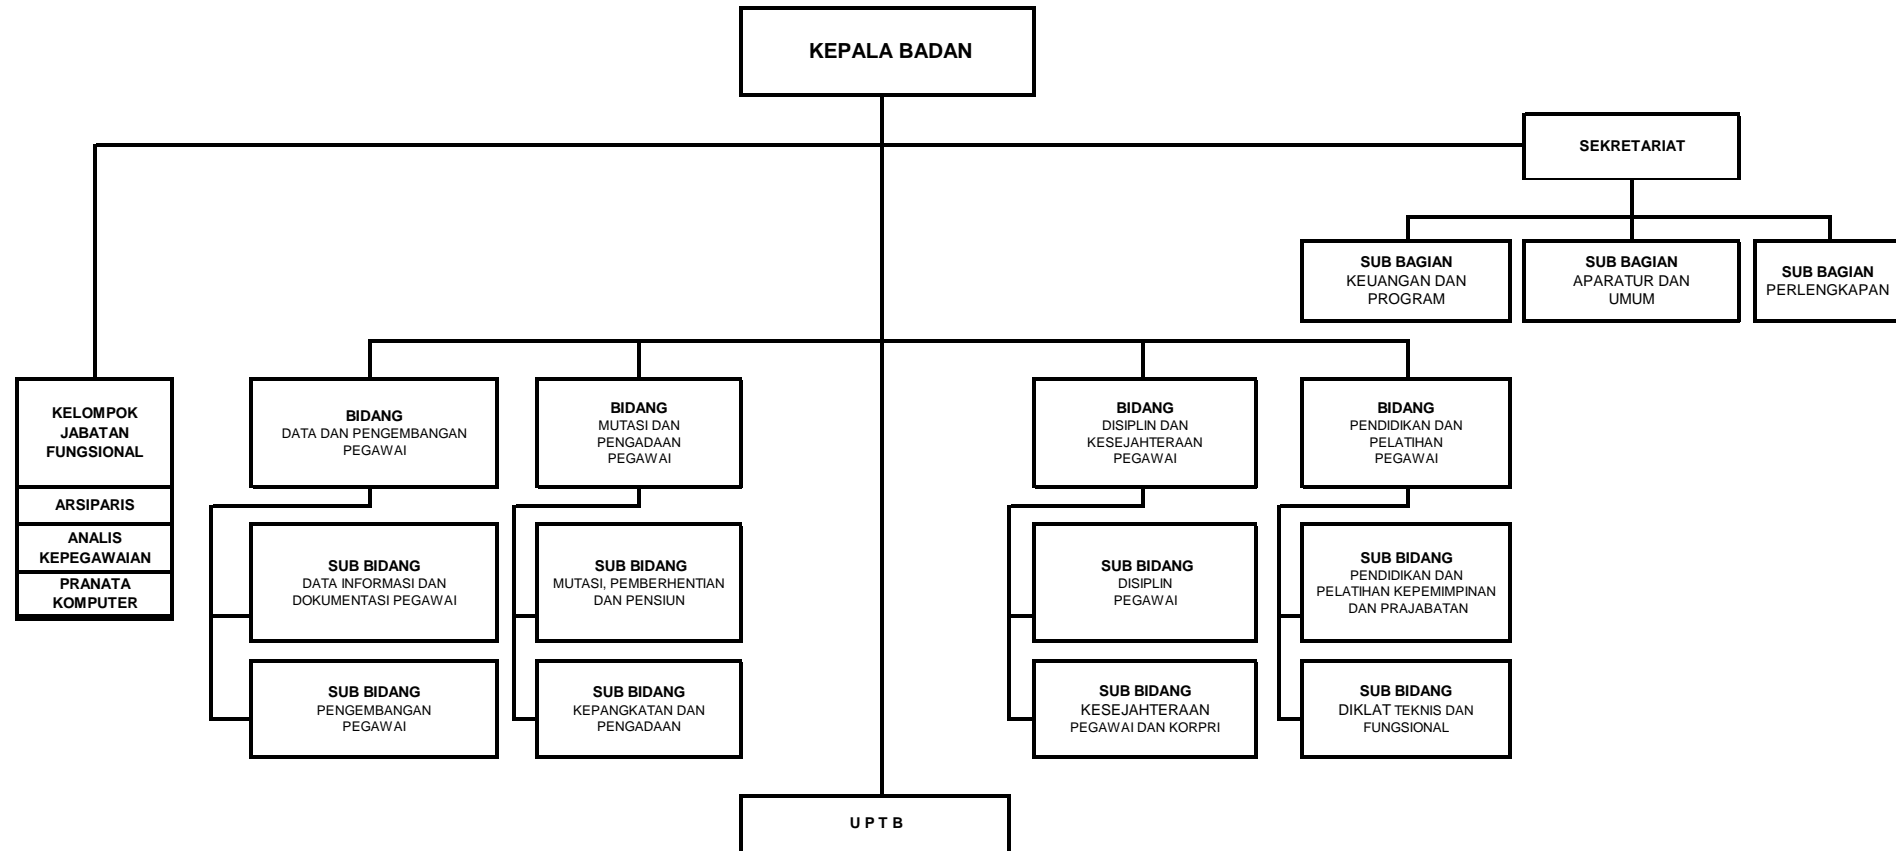 KEPALA BADAN
SEKRETARIAT
SUB BAGIAN
KEUANGAN DAN
PROGRAM
SUB BAGIAN
APARATUR DAN
UMUM
SUB BAGIAN
PERLENGKAPAN
KELOMPOK
JABATAN
FUNGSIONAL
ARSIPARIS
ANALIS
KEPEGAWAIAN
PRANATA
KOMPUTER
BIDANG
DATA DAN PENGEMBANGAN
PEGAWAI
BIDANG
MUTASI DAN
PENGADAAN
PEGAWAI
BIDANG
DISIPLIN DAN
KESEJAHTERAAN
PEGAWAI
BIDANG
PENDIDIKAN DAN
PELATIHAN
PEGAWAI
SUB BIDANG
DATA INFORMASI DAN
DOKUMENTASI PEGAWAI
SUB BIDANG
MUTASI, PEMBERHENTIAN
DAN PENSIUN
SUB BIDANG
DISIPLIN
PEGAWAI
SUB BIDANG
PENDIDIKAN DAN
PELATIHAN KEPEMIMPINAN
DAN PRAJABATAN
SUB BIDANG
PENGEMBANGAN
PEGAWAI
SUB BIDANG
KEPANGKATAN DAN
PENGADAAN
SUB BIDANG
KESEJAHTERAAN
PEGAWAI DAN KORPRI
SUB BIDANG
DIKLAT TEKNIS DAN
FUNGSIONAL
U P T B